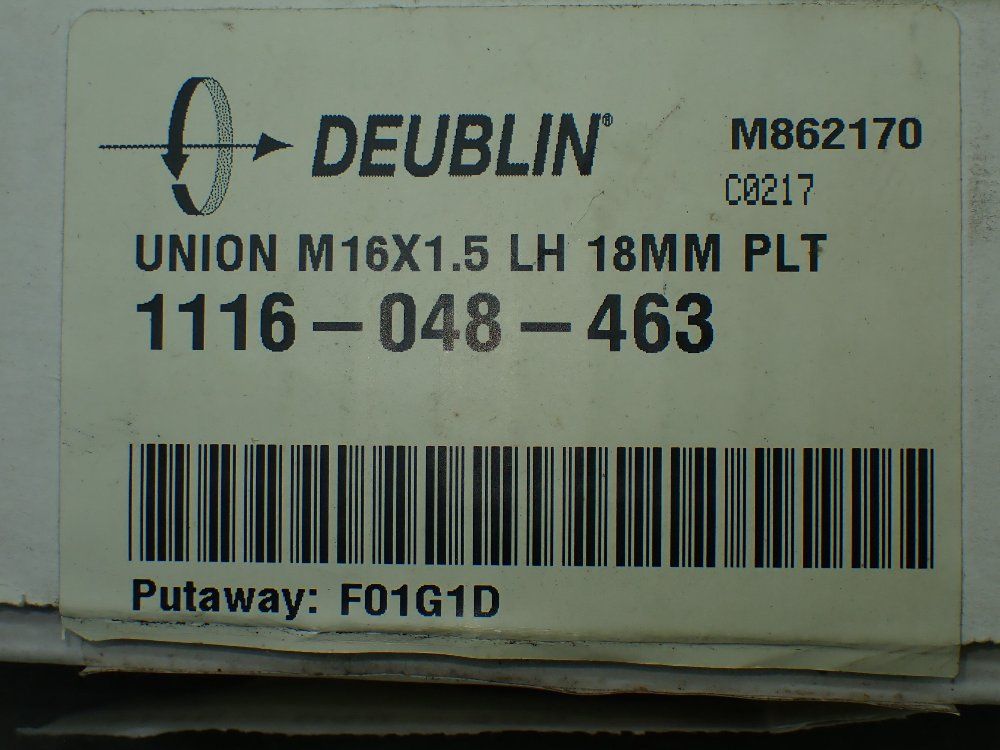 DEUBLIN®
M862170
C0217
UNION M16X1.5 LH 18MM PLT
1116-048-463
Putaway: F01G1D